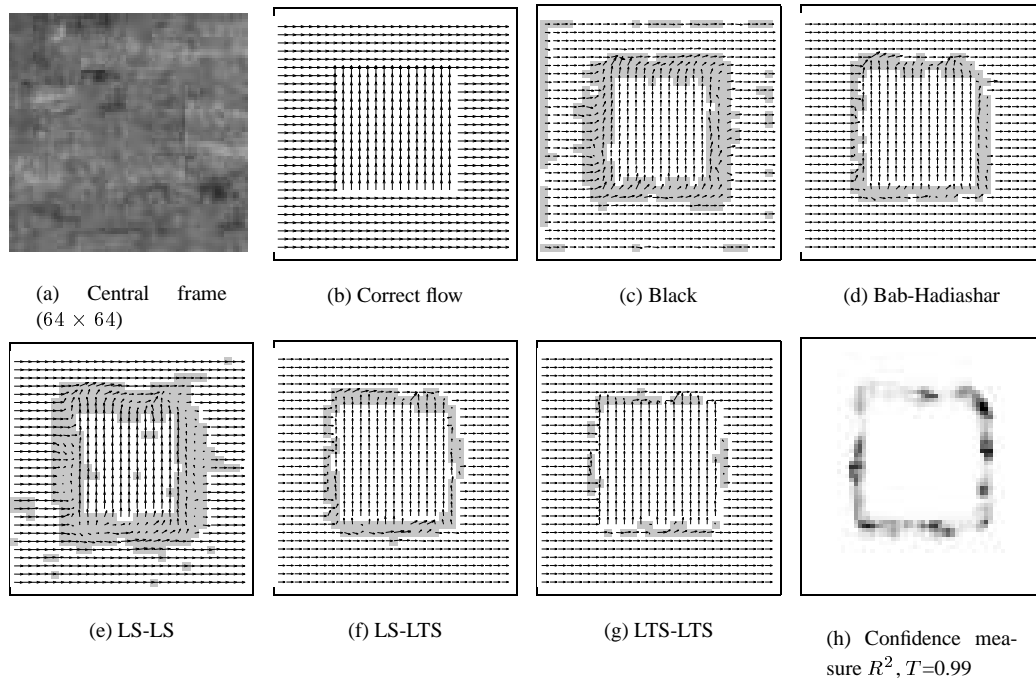 (a) Central frame
(64 × 64)
(b) Correct flow
(c) Black
(d) Bab-Hadiashar
(e) LS-LS
(f) LS-LTS
(g) LTS-LTS
(h) Confidence mea-
sure R², T=0.99